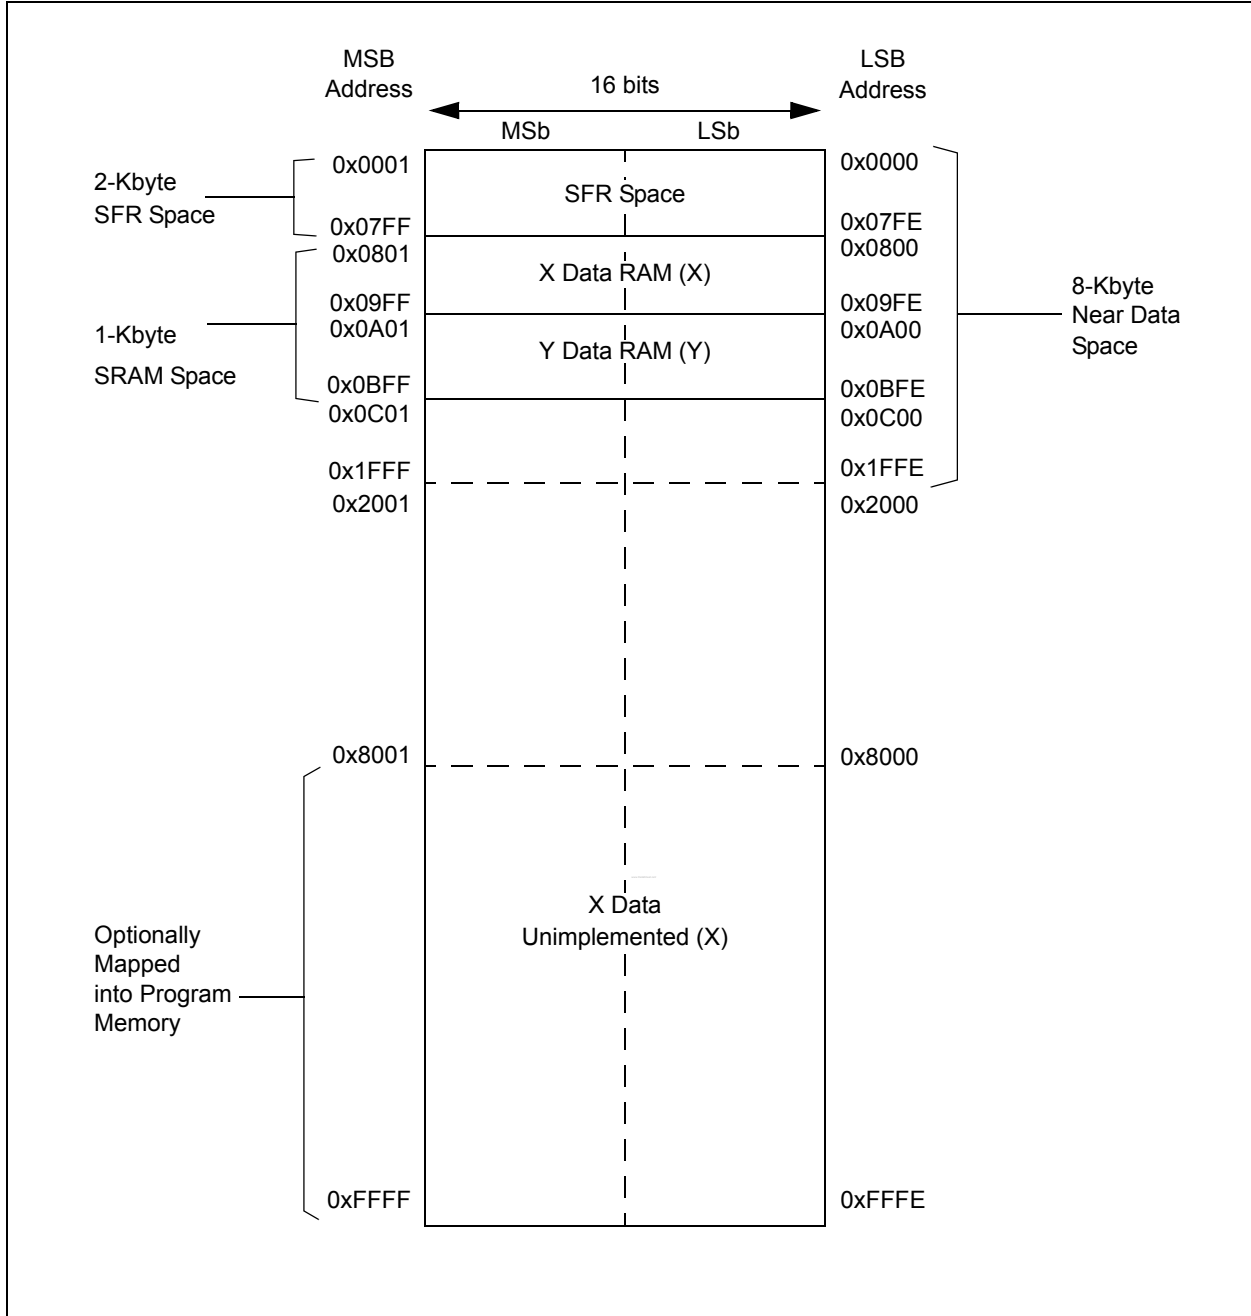 MSB
Address
16 bits
LSB
Address
MSb
LSb
2-Kbyte
SFR Space
0x0001
0x07FF
0x0801
SFR Space
0x0000
0x07FE
0x0800
1-Kbyte
SRAM Space
X Data RAM (X)
0x09FF
0x0A01
0x09FE
0x0A00
Y Data RAM (Y)
0x0BFF
0x0C01
0x0BFE
0x0C00
8-Kbyte
Near Data
Space
0x1FFF
0x2001
0x1FFE
0x2000
0x8001
0x8000
Optionally
Mapped
into Program
Memory
X Data
Unimplemented (X)
0xFFFF
0xFFFE